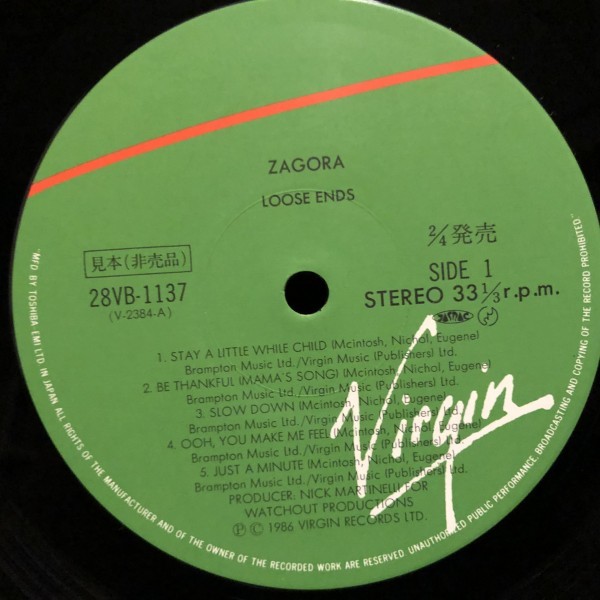 ZAGORA
LOOSE ENDS
見本(非売品)
28VB-1137
(V-2384-A)
2/4発売
SIDE 1
STEREO 33⅓r.p.m.
JASRAC
1. STAY A LITTLE WHILE CHILD (Mcintosh, Nichol, Eugene)
Brampton Music Ltd./Virgin Music (Publishers) Ltd.
2. BE THANKFUL (MAMA'S SONG) (Mcintosh, Nichol, Eugene)
Brampton Music Ltd./Virgin Music (Publishers) Ltd.
3. SLOW DOWN (Mcintosh, Nichol, Eugene)
Brampton Music Ltd./Virgin Music (Publishers) Ltd.
4. OOH, YOU MAKE ME FEEL (Mcintosh, Nichol, Eugene)
Brampton Music Ltd./Virgin Music (Publishers) Ltd.
5. JUST A MINUTE (Mcintosh, Nichol, Eugene)
Brampton Music Ltd./Virgin Music (Publishers) Ltd.
PRODUCER: NICK MARTINELLI FOR
WATCHOUT PRODUCTIONS
Ⓟ © 1986 VIRGIN RECORDS LTD.
Virgin
"MFD. BY TOSHIBA EMI LTD. IN JAPAN ALL RIGHTS OF THE MANUFACTURER AND OF THE OWNER OF THE RECORDED WORK ARE RESERVED. UNAUTHORIZED PUBLIC PERFORMANCE, BROADCASTING AND COPYING OF THE RECORD PROHIBITED."